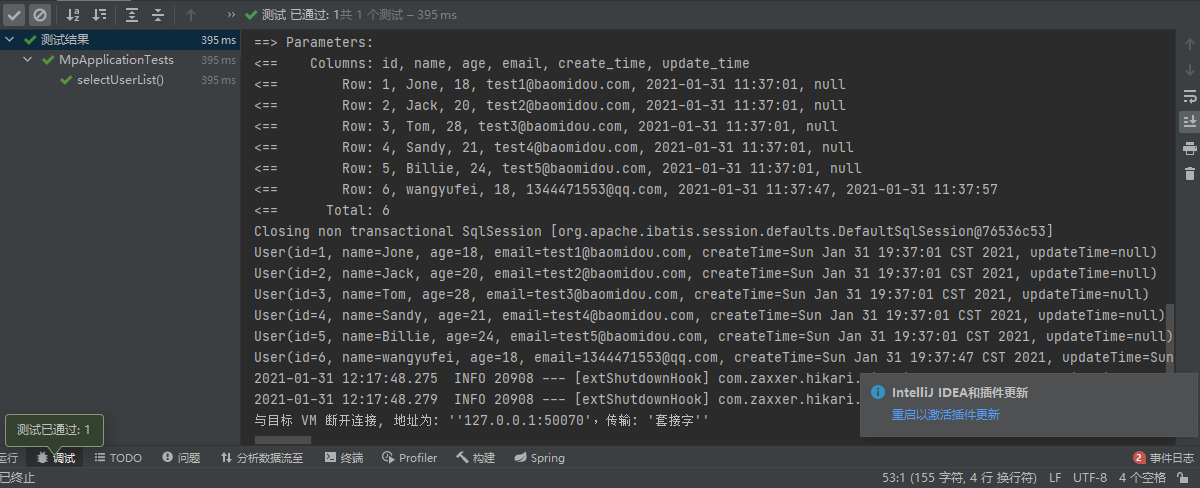 » 测试 已通过: 1共 1 个测试 – 395 ms
测试结果 395 ms
MpApplicationTests 395 ms
selectUserList() 395 ms
==> Parameters:
<== Columns: id, name, age, email, create_time, update_time
<== Row: 1, Jone, 18, test1@baomidou.com, 2021-01-31 11:37:01, null
<== Row: 2, Jack, 20, test2@baomidou.com, 2021-01-31 11:37:01, null
<== Row: 3, Tom, 28, test3@baomidou.com, 2021-01-31 11:37:01, null
<== Row: 4, Sandy, 21, test4@baomidou.com, 2021-01-31 11:37:01, null
<== Row: 5, Billie, 24, test5@baomidou.com, 2021-01-31 11:37:01, null
<== Row: 6, wangyufei, 18, 1344471553@qq.com, 2021-01-31 11:37:47, 2021-01-31 11:37:57
<== Total: 6
Closing non transactional SqlSession [org.apache.ibatis.session.defaults.DefaultSqlSession@76536c53]
User(id=1, name=Jone, age=18, email=test1@baomidou.com, createTime=Sun Jan 31 19:37:01 CST 2021, updateTime=null)
User(id=2, name=Jack, age=20, email=test2@baomidou.com, createTime=Sun Jan 31 19:37:01 CST 2021, updateTime=null)
User(id=3, name=Tom, age=28, email=test3@baomidou.com, createTime=Sun Jan 31 19:37:01 CST 2021, updateTime=null)
User(id=4, name=Sandy, age=21, email=test4@baomidou.com, createTime=Sun Jan 31 19:37:01 CST 2021, updateTime=null)
User(id=5, name=Billie, age=24, email=test5@baomidou.com, createTime=Sun Jan 31 19:37:01 CST 2021, updateTime=null)
User(id=6, name=wangyufei, age=18, email=1344471553@qq.com, createTime=Sun Jan 31 19:37:47 CST 2021, updateTime=Sun
2021-01-31 12:17:48.275 INFO 20908 --- [extShutdownHook] com.zaxxer.hikari.
2021-01-31 12:17:48.279 INFO 20908 --- [extShutdownHook] com.zaxxer.hikari.
与目标 VM 断开连接, 地址为: ''127.0.0.1:50070'，传输: '套接字''
IntelliJ IDEA和插件更新
重启以激活插件更新
测试已通过: 1
运行 调试 TODO 问题 分析数据流至 终端 Profiler 构建 Spring 2 事件日志
已终止 53:1 (155 字符, 4 行 换行符) LF UTF-8 4 个空格